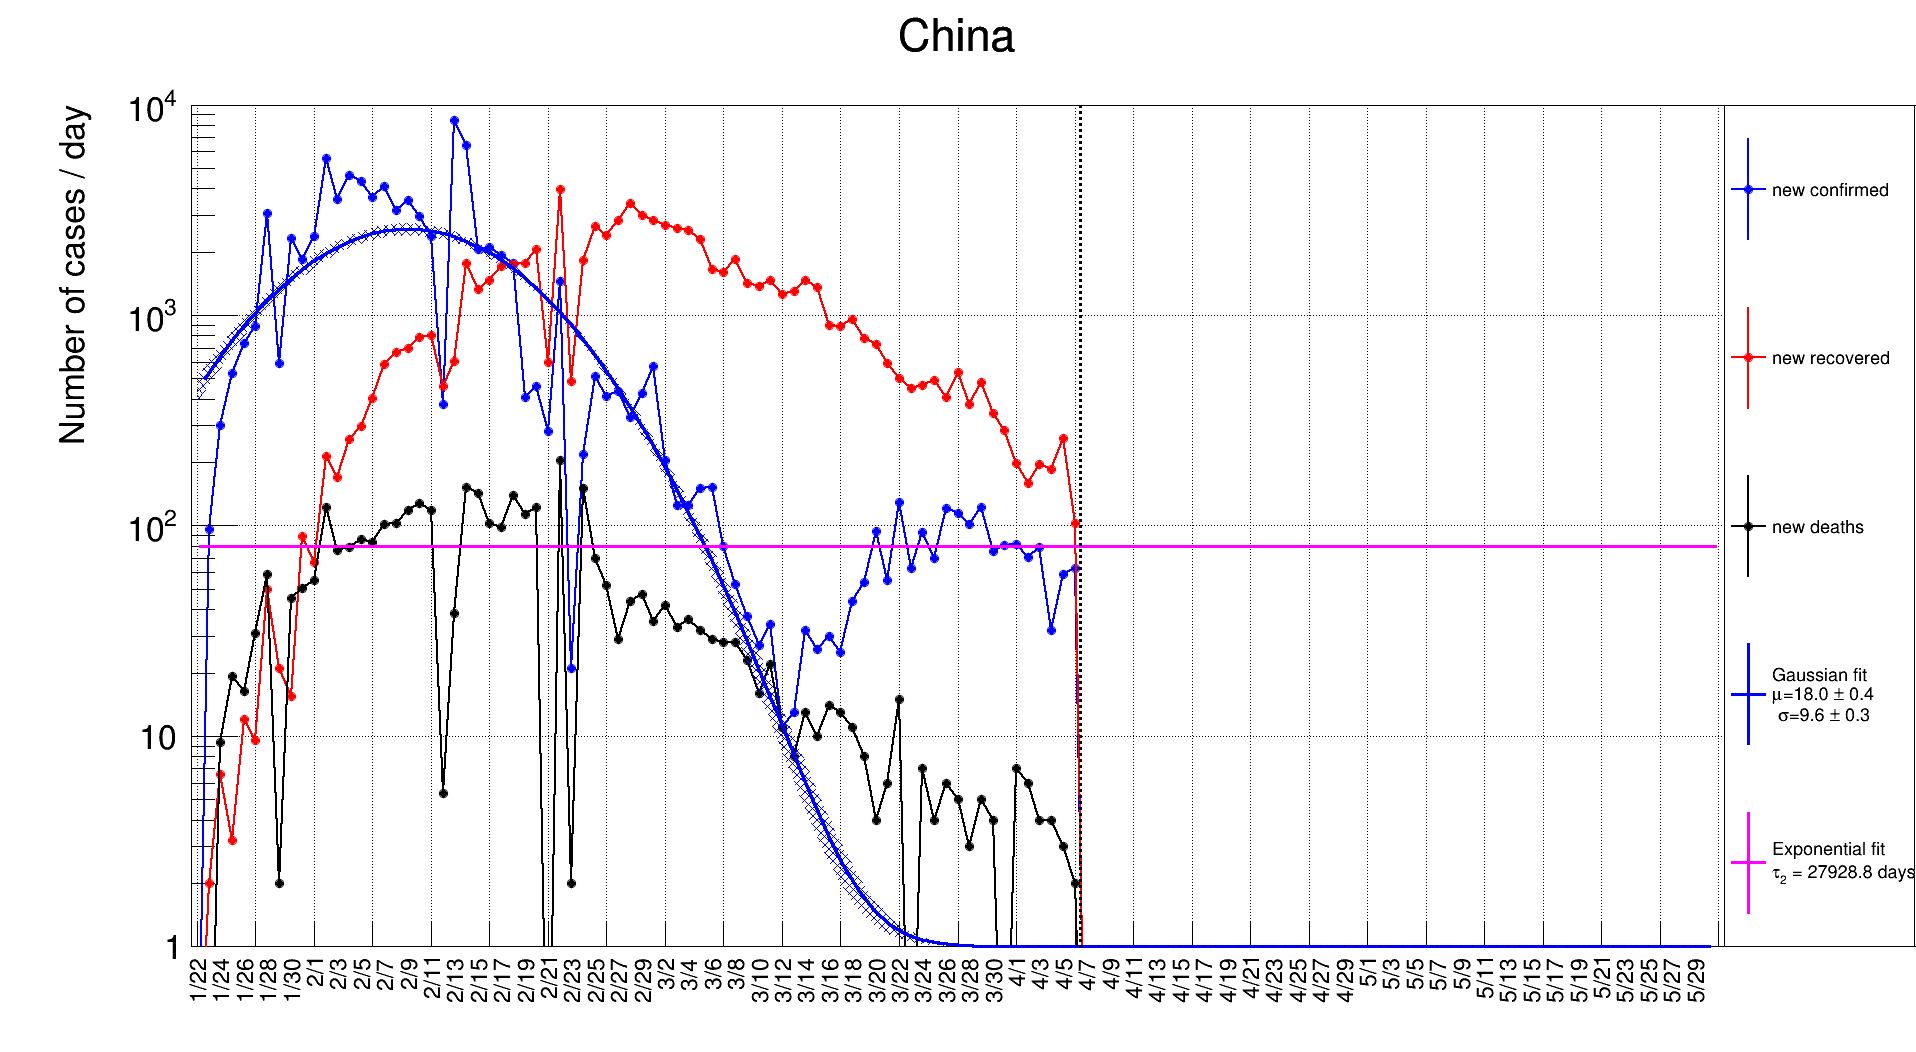 China
Number of cases / day
10⁴
10³
10²
10
1
1/22 1/24 1/26 1/28 1/30 2/1 2/3 2/5 2/7 2/9 2/11 2/13 2/15 2/17 2/19 2/21 2/23 2/25 2/27 2/29 3/2 3/4 3/6 3/8 3/10 3/12 3/14 3/16 3/18 3/20 3/22 3/24 3/26 3/28 3/30 4/1 4/3 4/5 4/7 4/9 4/11 4/13 4/15 4/17 4/19 4/21 4/23 4/25 4/27 4/29 5/1 5/3 5/5 5/7 5/9 5/11 5/13 5/15 5/17 5/19 5/21 5/23 5/25 5/27 5/29
new confirmed
new recovered
new deaths
Gaussian fit
μ=18.0 ± 0.4
σ=9.6 ± 0.3
Exponential fit
τ₂ = 27928.8 days